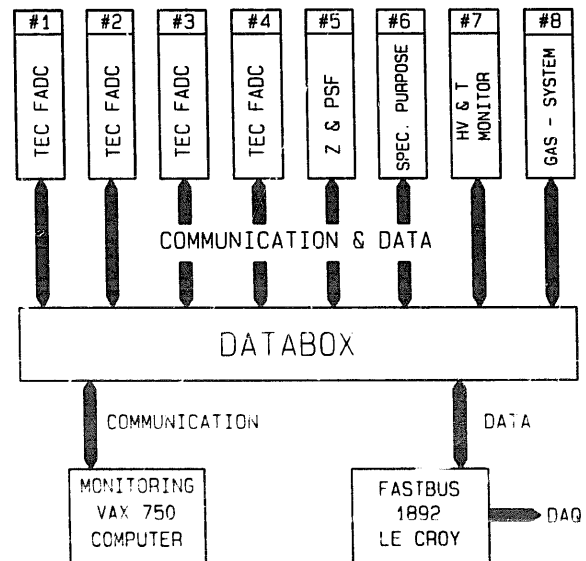 #1 #2 #3 #4 #5 #6 #7 #8
TEC FADC
TEC FADC
TEC FADC
TEC FADC
Z & PSF
SPEC. PURPOSE
HV & T
MONITOR
GAS - SYSTEM
COMMUNICATION & DATA
DATABOX
COMMUNICATION
DATA
MONITORING
VAX 750
COMPUTER
FASTBUS
1892
LE CROY
DAQ